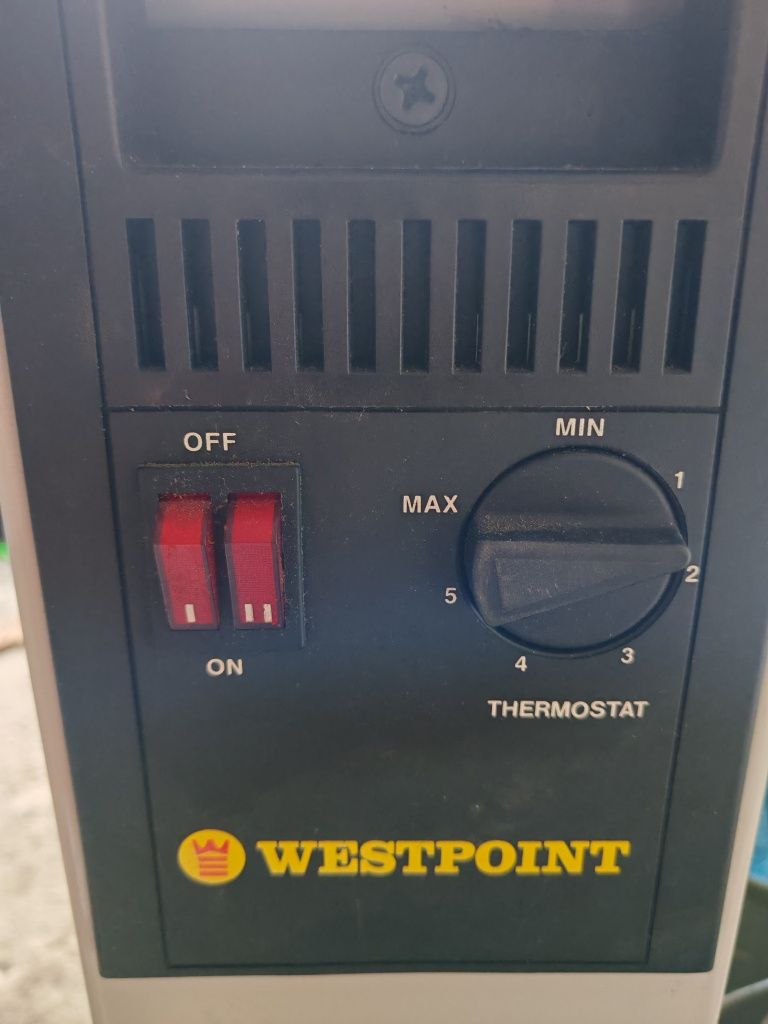 OFF
MIN
1
MAX
2
5
I II
3
4
ON
THERMOSTAT
WESTPOINT